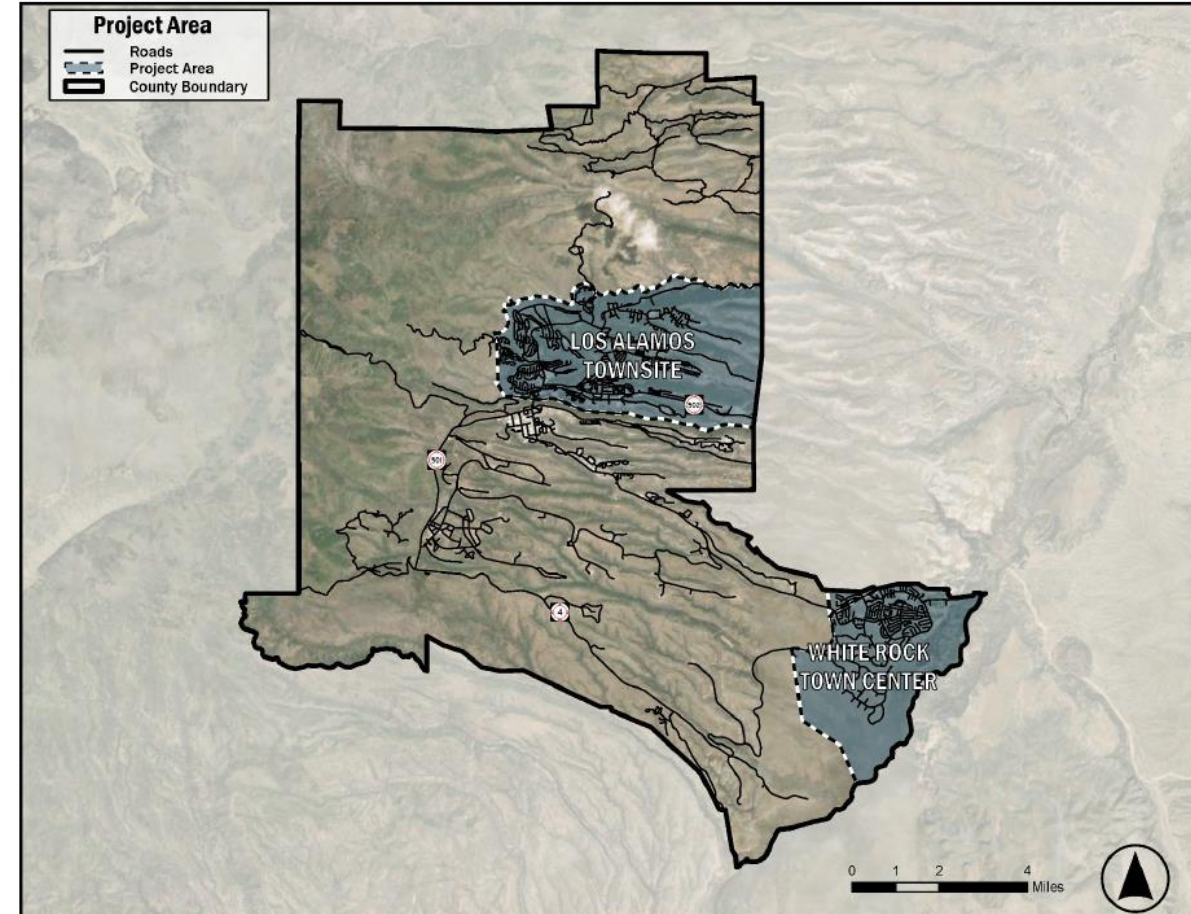 Project Area
Roads
Project Area
County Boundary
LOS ALAMOS
TOWNSITE
502
501
4
WHITE ROCK
TOWN CENTER
0 1 2 4
Miles